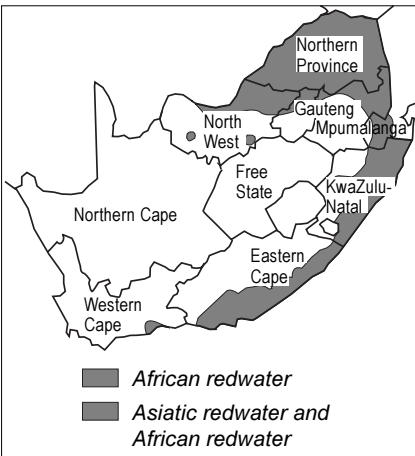 Northern
Province
Gauteng
Mpumalanga
North
West
Free
State
KwaZulu-
Natal
Northern Cape
Eastern
Cape
Western
Cape
African redwater
Asiatic redwater and
African redwater